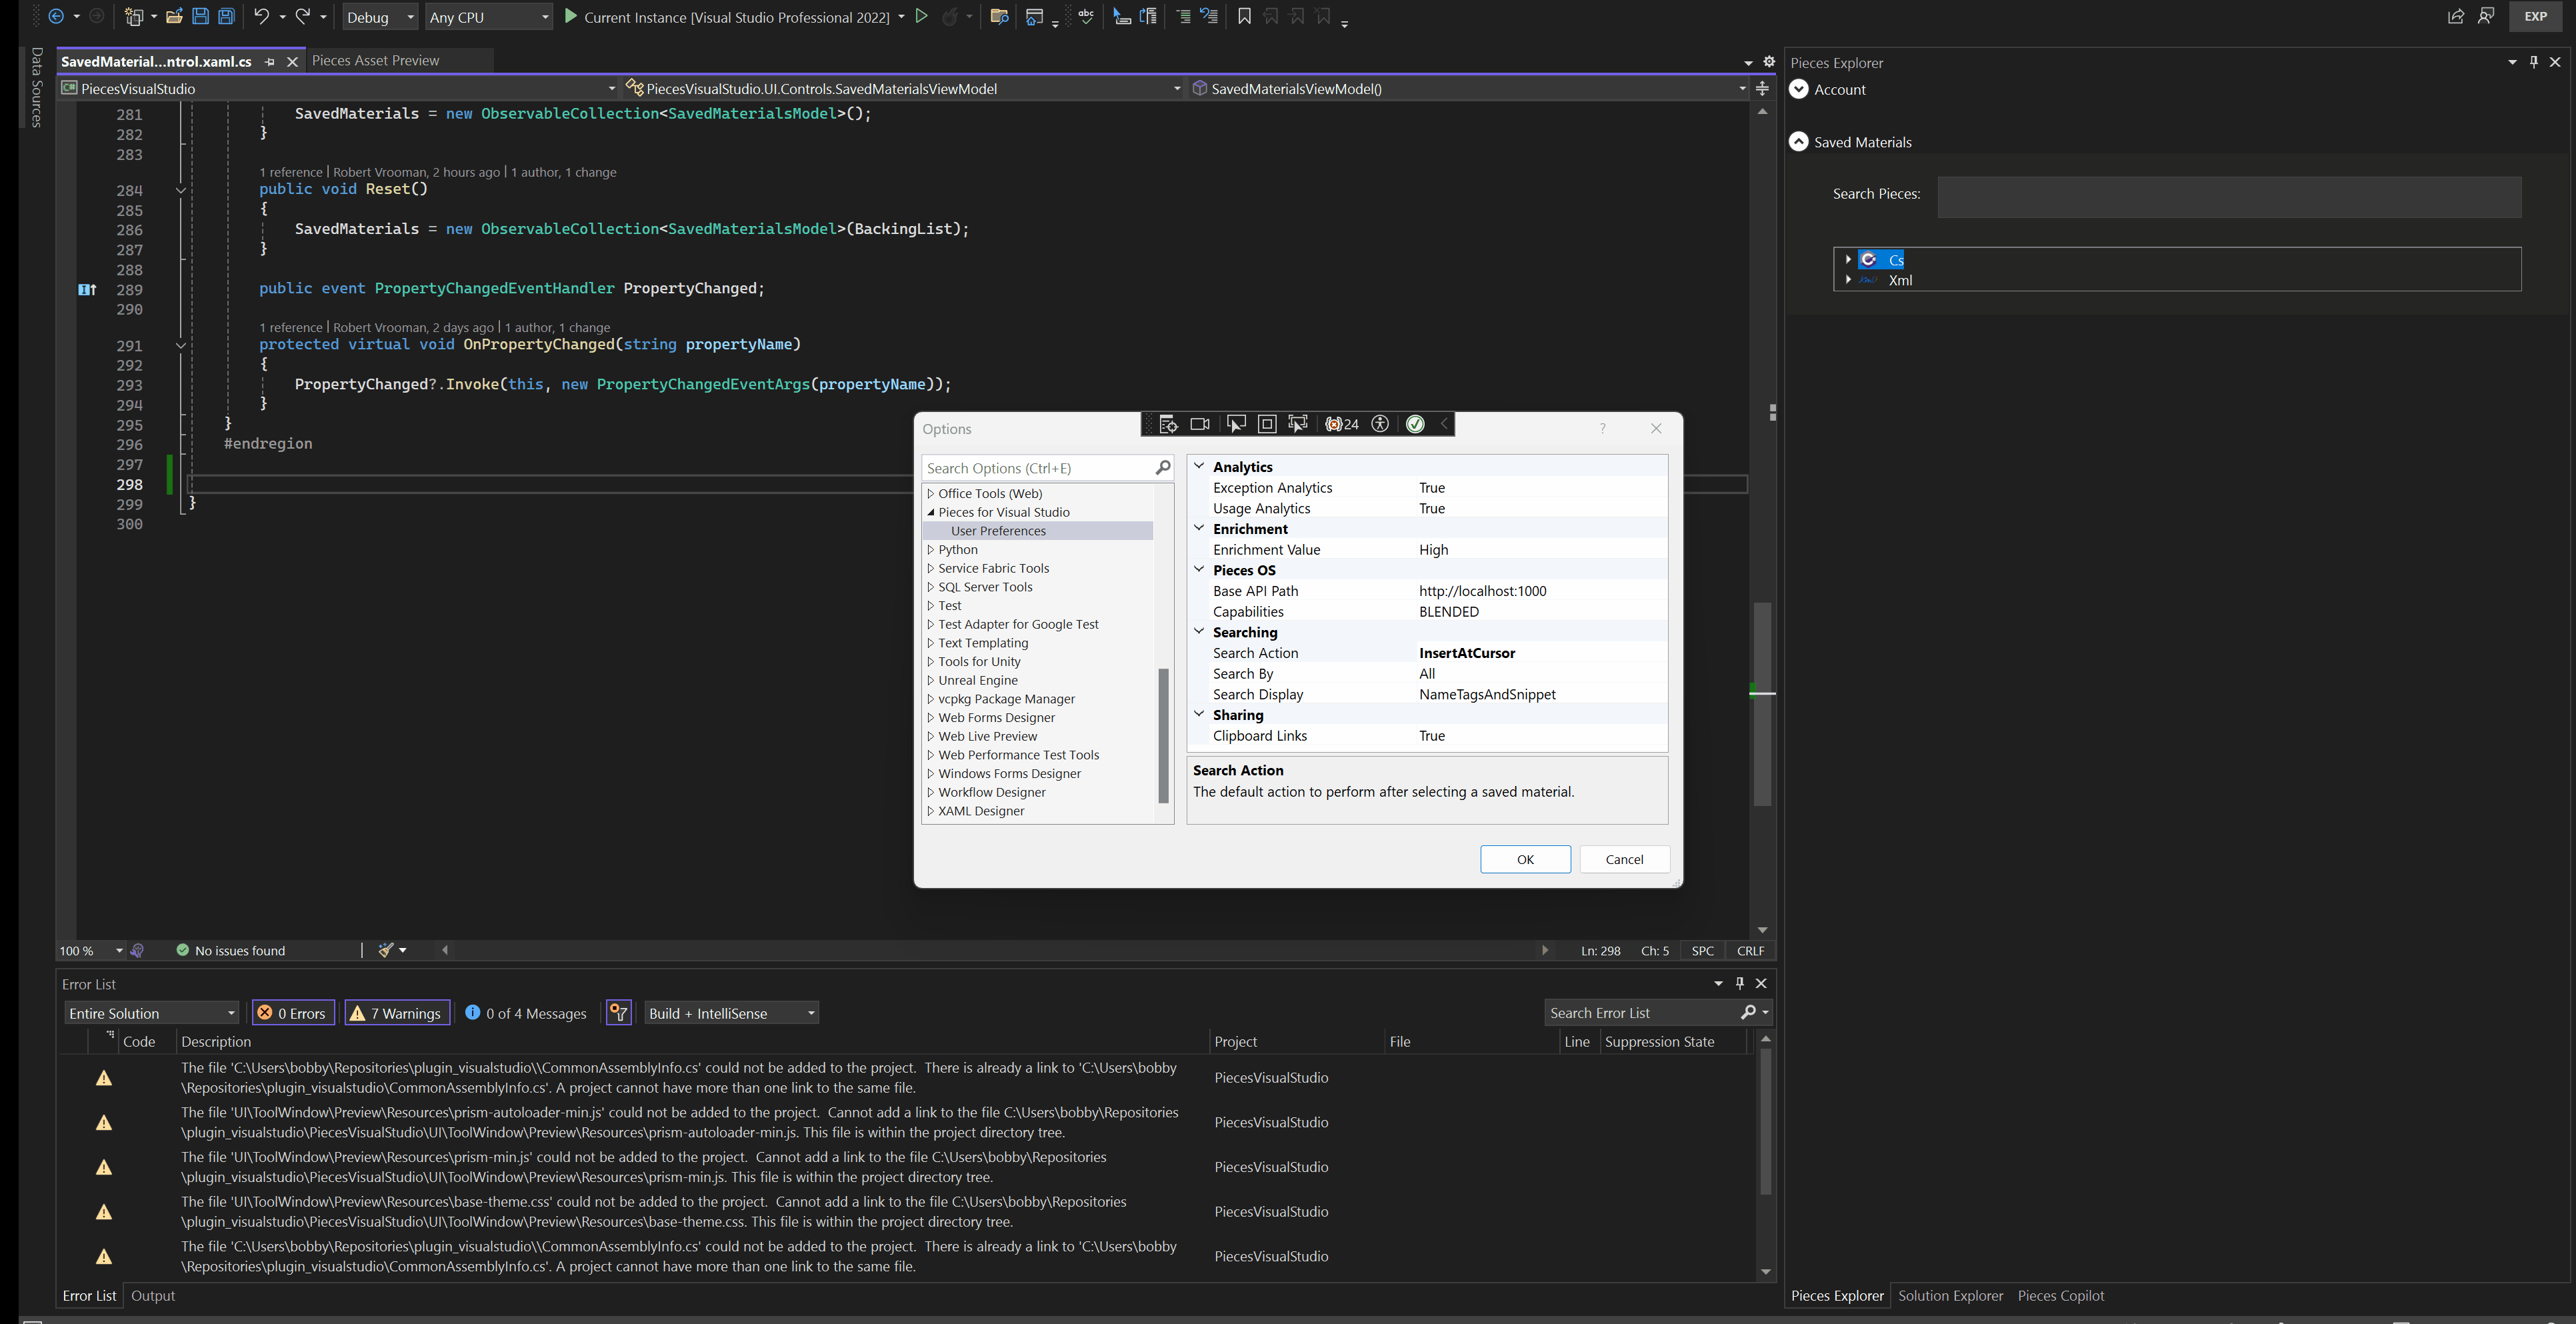 Debug
Any CPU
Current Instance [Visual Studio Professional 2022]
abc
EXP
Data Sources
SavedMaterial...ntrol.xaml.cs
Pieces Asset Preview
PiecesVisualStudio
PiecesVisualStudio.UI.Controls.SavedMaterialsViewModel
SavedMaterialsViewModel()
281 SavedMaterials = new ObservableCollection<SavedMaterialsModel>();
282 }
283
1 reference | Robert Vrooman, 2 hours ago | 1 author, 1 change
284 public void Reset()
285 {
286 SavedMaterials = new ObservableCollection<SavedMaterialsModel>(BackingList);
287 }
288
289 public event PropertyChangedEventHandler PropertyChanged;
290
1 reference | Robert Vrooman, 2 days ago | 1 author, 1 change
291 protected virtual void OnPropertyChanged(string propertyName)
292 {
293 PropertyChanged?.Invoke(this, new PropertyChangedEventArgs(propertyName));
294 }
295 }
296 #endregion
297
298
299 }
300
Options
24
?
Search Options (Ctrl+E)
Office Tools (Web)
Pieces for Visual Studio
User Preferences
Python
Service Fabric Tools
SQL Server Tools
Test
Test Adapter for Google Test
Text Templating
Tools for Unity
Unreal Engine
vcpkg Package Manager
Web Forms Designer
Web Live Preview
Web Performance Test Tools
Windows Forms Designer
Workflow Designer
XAML Designer
Analytics
Exception Analytics True
Usage Analytics True
Enrichment
Enrichment Value High
Pieces OS
Base API Path http://localhost:1000
Capabilities BLENDED
Searching
Search Action InsertAtCursor
Search By All
Search Display NameTagsAndSnippet
Sharing
Clipboard Links True
Search Action
The default action to perform after selecting a saved material.
OK
Cancel
100 %
No issues found
Ln: 298 Ch: 5 SPC CRLF
Error List
Entire Solution
0 Errors
7 Warnings
0 of 4 Messages
Build + IntelliSense
Search Error List
Code Description Project File Line Suppression State
The file 'C:\Users\bobby\Repositories\plugin_visualstudio\\CommonAssemblyInfo.cs' could not be added to the project.  There is already a link to 'C:\Users\bobby
\Repositories\plugin_visualstudio\CommonAssemblyInfo.cs'. A project cannot have more than one link to the same file.
PiecesVisualStudio
The file 'UI\ToolWindow\Preview\Resources\prism-autoloader-min.js' could not be added to the project.  Cannot add a link to the file C:\Users\bobby\Repositories
\plugin_visualstudio\PiecesVisualStudio\UI\ToolWindow\Preview\Resources\prism-autoloader-min.js. This file is within the project directory tree.
PiecesVisualStudio
The file 'UI\ToolWindow\Preview\Resources\prism-min.js' could not be added to the project.  Cannot add a link to the file C:\Users\bobby\Repositories
\plugin_visualstudio\PiecesVisualStudio\UI\ToolWindow\Preview\Resources\prism-min.js. This file is within the project directory tree.
PiecesVisualStudio
The file 'UI\ToolWindow\Preview\Resources\base-theme.css' could not be added to the project.  Cannot add a link to the file C:\Users\bobby\Repositories
\plugin_visualstudio\PiecesVisualStudio\UI\ToolWindow\Preview\Resources\base-theme.css. This file is within the project directory tree.
PiecesVisualStudio
The file 'C:\Users\bobby\Repositories\plugin_visualstudio\\CommonAssemblyInfo.cs' could not be added to the project.  There is already a link to 'C:\Users\bobby
\Repositories\plugin_visualstudio\CommonAssemblyInfo.cs'. A project cannot have more than one link to the same file.
PiecesVisualStudio
Error List Output
Pieces Explorer
Account
Saved Materials
Search Pieces:
Cs
Xml
Pieces Explorer Solution Explorer Pieces Copilot